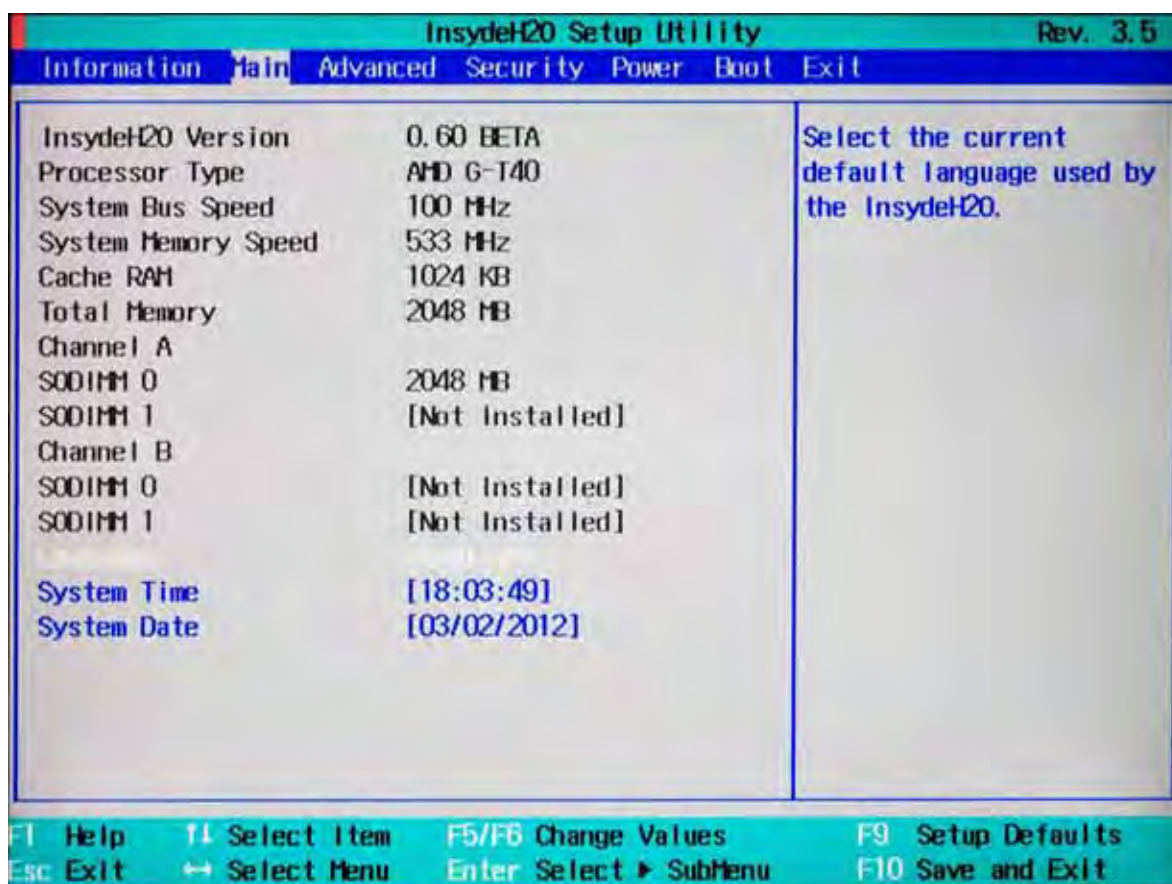 InsydeH20 Setup Utility Rev. 3.5
Information Main Advanced Security Power Boot Exit
InsydeH20 Version 0.60 BETA
Processor Type AMD G-T40
System Bus Speed 100 MHz
System Memory Speed 533 MHz
Cache RAM 1024 KB
Total Memory 2048 MB
Channel A
SODIMM 0 2048 MB
SODIMM 1 [Not Installed]
Channel B
SODIMM 0 [Not Installed]
SODIMM 1 [Not Installed]
System Time [18:03:49]
System Date [03/02/2012]
Select the current
default language used by
the InsydeH20.
F1 Help ↑↓ Select Item F5/F6 Change Values F9 Setup Defaults
Esc Exit ↔ Select Menu Enter Select ▶ SubMenu F10 Save and Exit